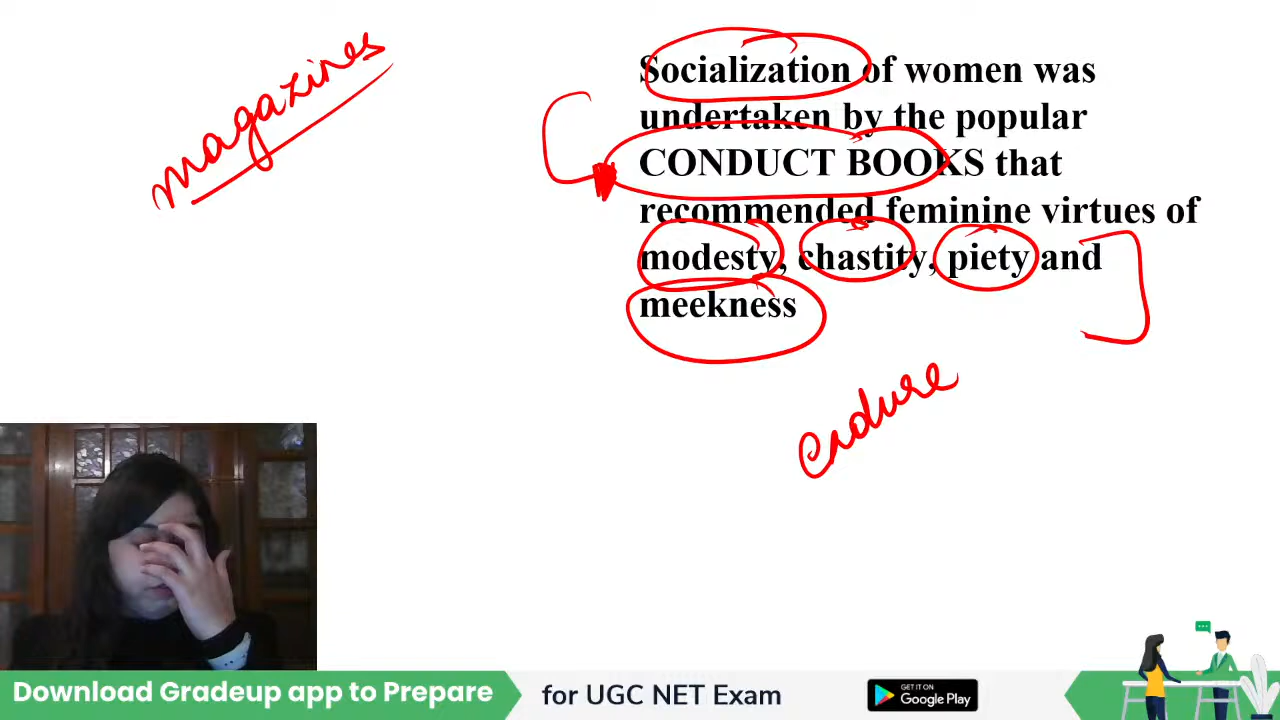 magazines
Socialization of women was
undertaken by the popular
CONDUCT BOOKS that
recommended feminine virtues of
modesty, chastity, piety and
meekness
endure
Download Gradeup app to Prepare
for UGC NET Exam
GET IT ON
Google Play